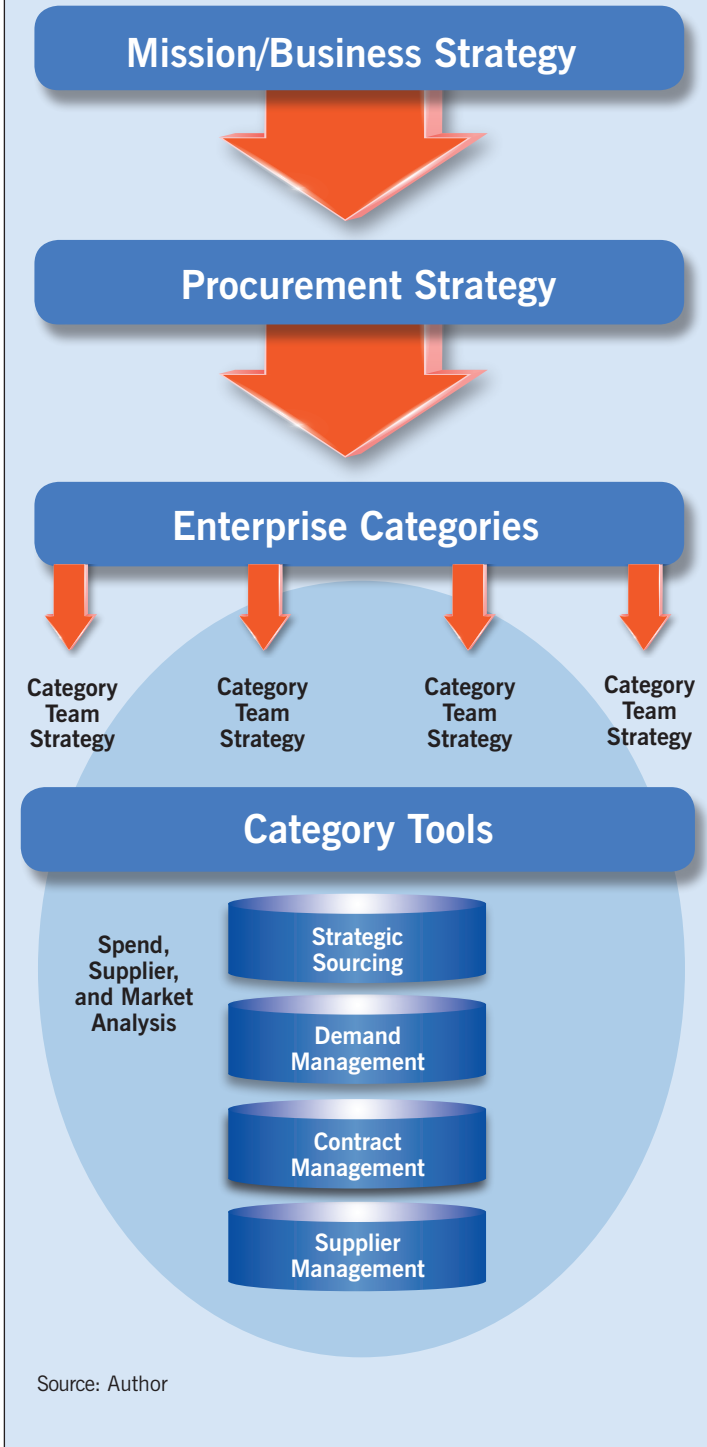 Mission/Business Strategy
Procurement Strategy
Enterprise Categories
Category
Team
Strategy
Category
Team
Strategy
Category
Team
Strategy
Category
Team
Strategy
Category Tools
Spend,
Supplier,
and Market
Analysis
Strategic
Sourcing
Demand
Management
Contract
Management
Supplier
Management
Source: Author